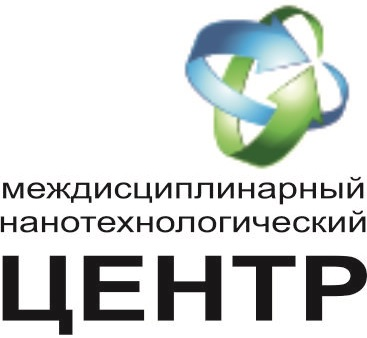 междисциплинарный
нанотехнологический
ЦЕНТР